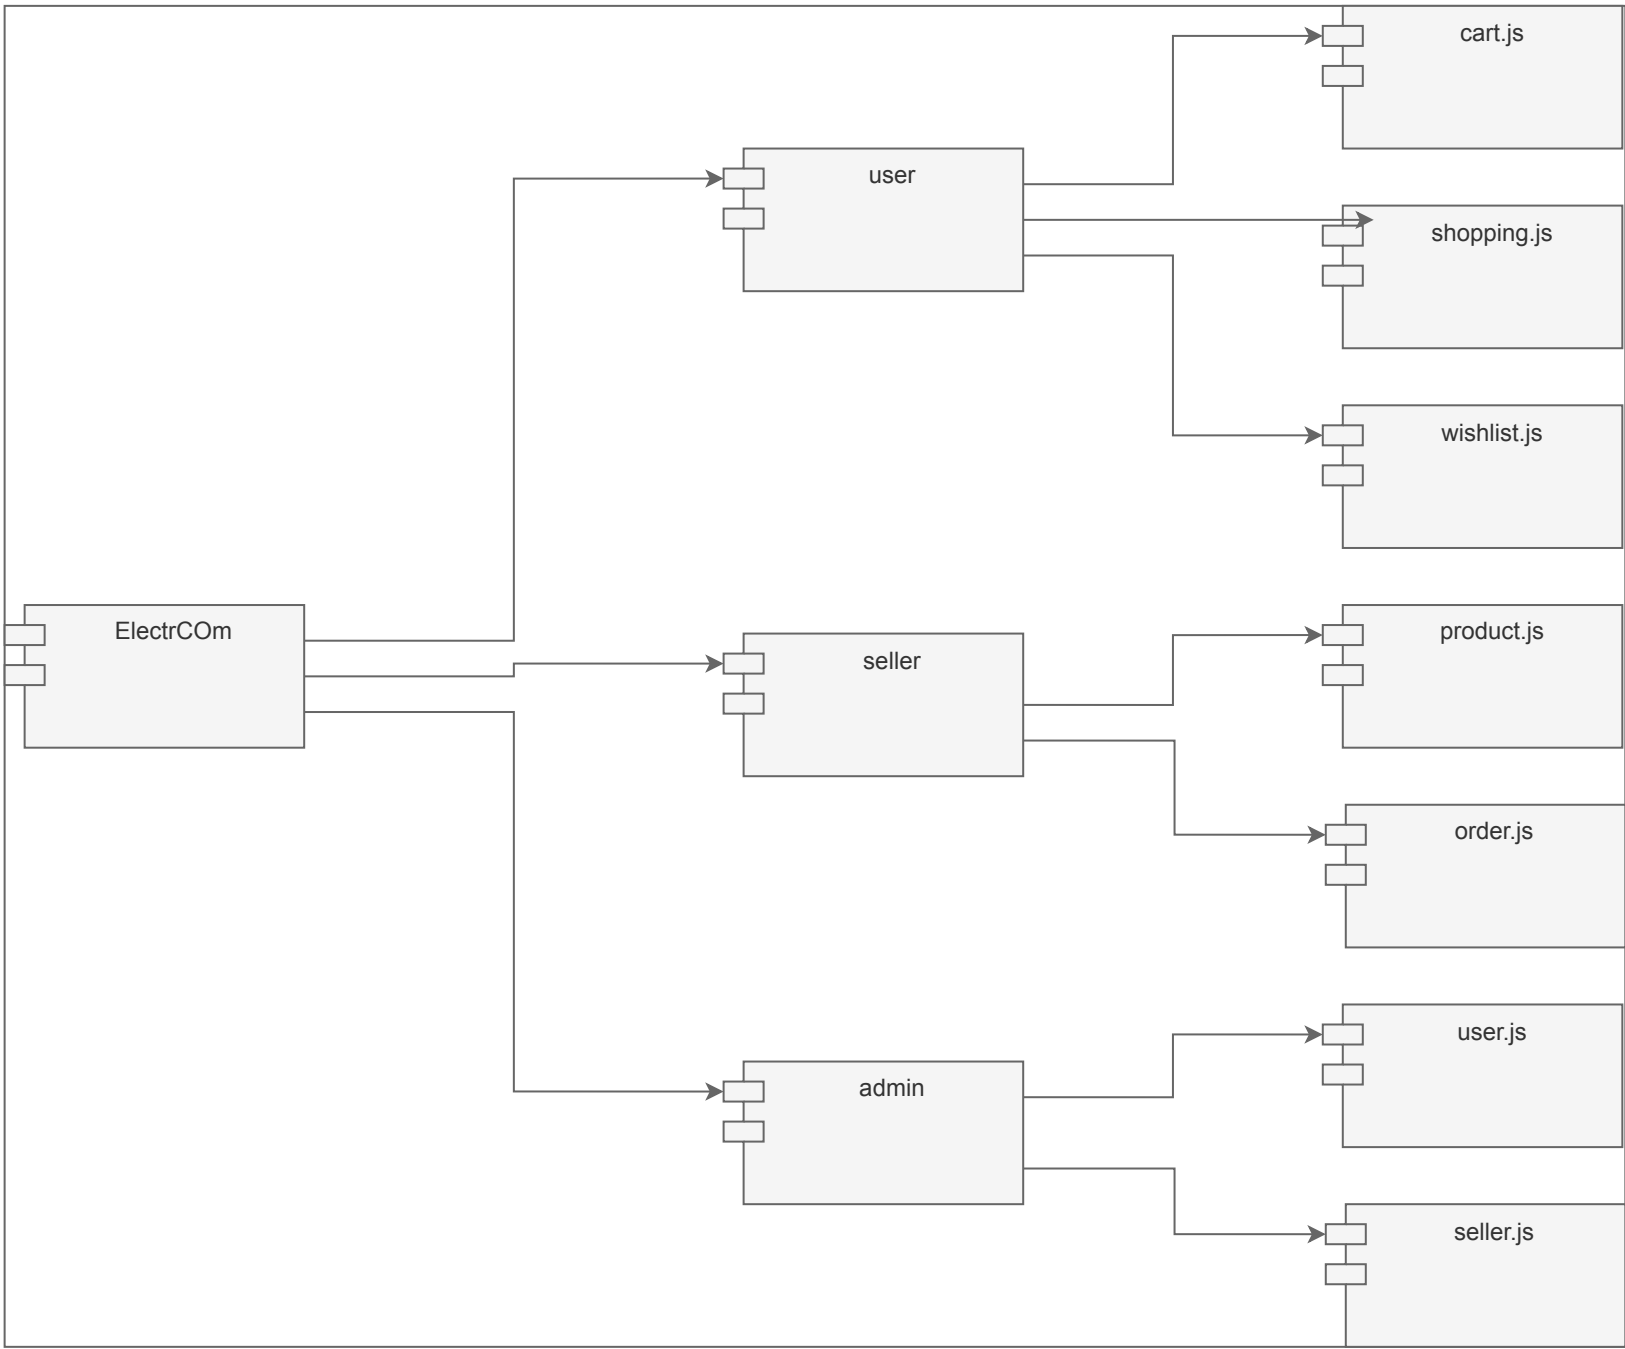 cart.js
user
shopping.js
wishlist.js
ElectrCOm
product.js
seller
order.js
user.js
admin
seller.js